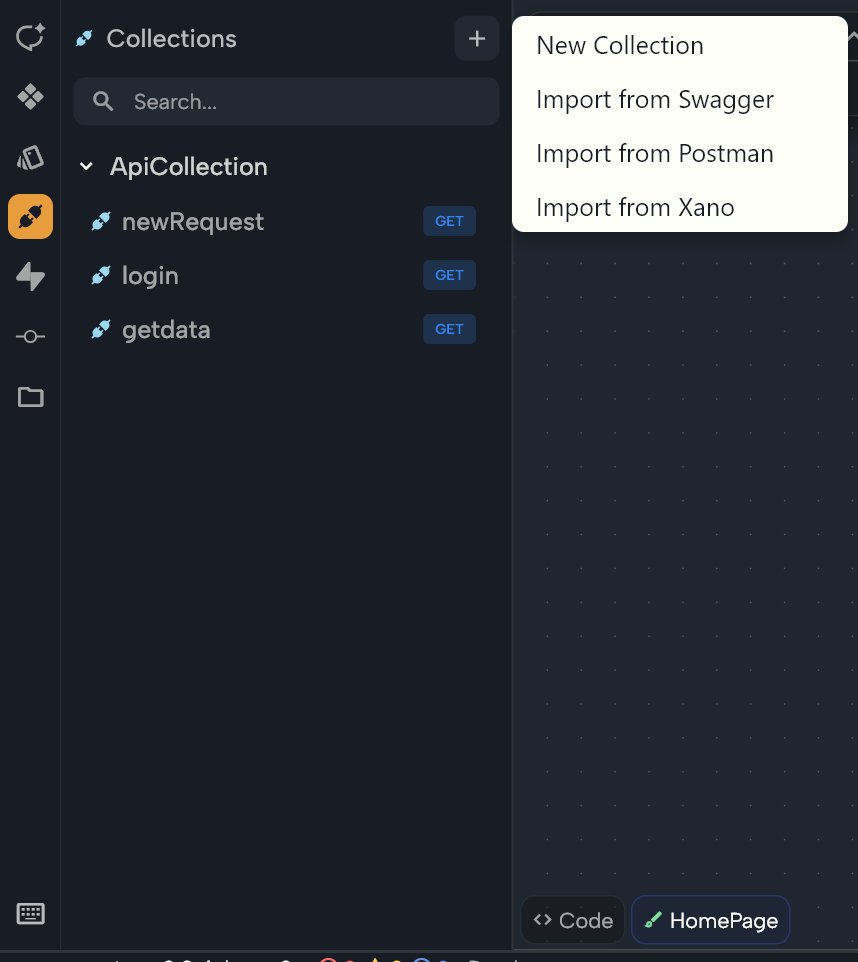 Collections
+
Search...
ApiCollection
newRequest GET
login GET
getdata GET
New Collection
Import from Swagger
Import from Postman
Import from Xano
<> Code
HomePage